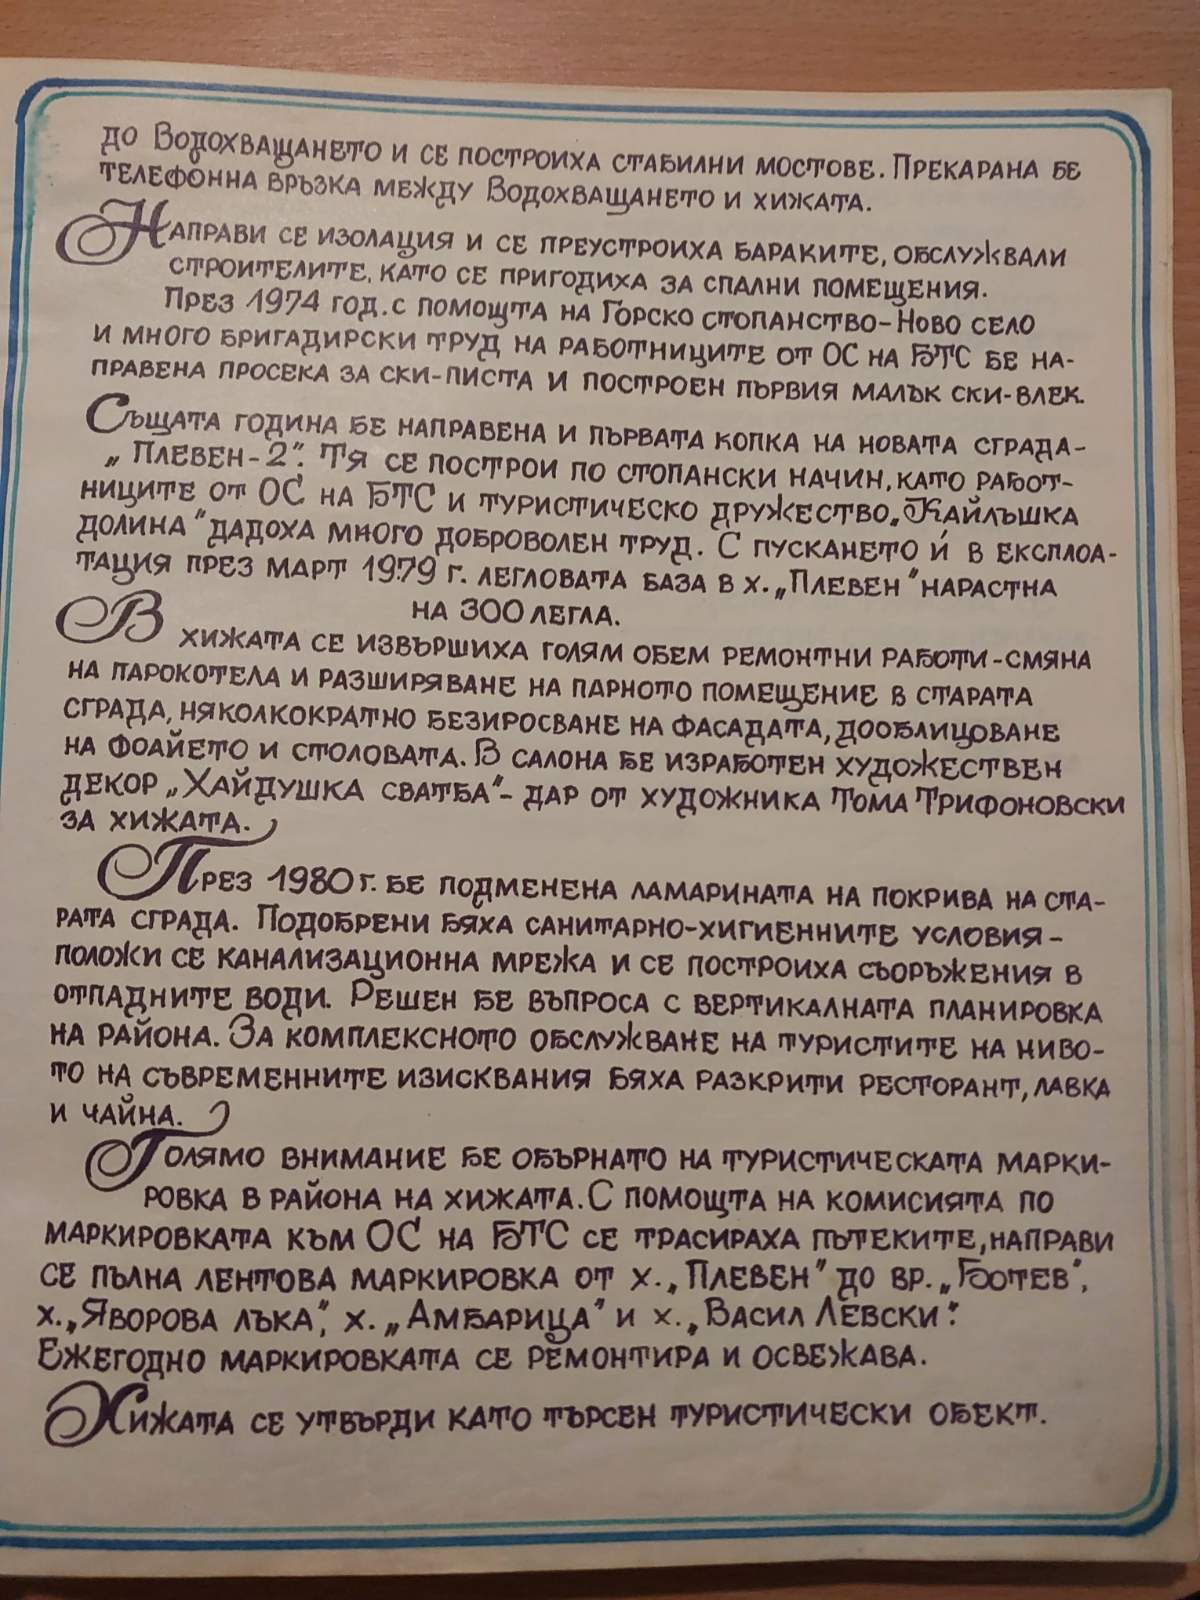 до Водохващането и се построиха стабилни мостове. Прекарана бе
телефонна връзка между Водохващането и хижата.
Направи се изолация и се преустроиха бараките, обслужвали
строителите, като се пригодиха за спални помещения.
През 1974 год. с помощта на Горско стопанство-Ново село
и много бригадирски труд на работниците от ОС на БТС бе на-
правена просека за ски-писта и построен първия малък ски-влек.
Същата година бе направена и първата копка на новата сграда-
„Плевен-2". Тя се построи по стопански начин, като работ-
ниците от ОС на БТС и туристическо дружество „Кайлъшка
долина" дадоха много доброволен труд. С пускането ѝ в експлоа-
тация през март 1979 г. легловата база в х. „Плевен" нарастна
на 300 легла.
В хижата се извършиха голям обем ремонтни работи-смяна
на парокотела и разширяване на парното помещение в старата
сграда, няколкократно безиросване на фасадата, дооблицоване
на фоайето и столовата. В салона бе изработен художествен
декор „Хайдушка сватба"- дар от художника Тома Трифоновски
за хижата.
През 1980 г. бе подменена ламарината на покрива на ста-
рата сграда. Подобрени бяха санитарно-хигиенните условия-
положи се канализационна мрежа и се построиха съоръжения в
отпадните води. Решен бе въпроса с вертикалната планировка
на района. За комплексното обслужване на туристите на ниво-
то на съвременните изисквания бяха разкрити ресторант, лавка
и чайна.
Голямо внимание бе обърнато на туристическата марки-
ровка в района на хижата. С помощта на комисията по
маркировката към ОС на БТС се трасираха пътеките, направи
се пълна лентова маркировка от х. „Плевен" до вр. „Ботев",
х. „Яворова лъка", х. „Амбарица" и х. „Васил Левски".
Ежегодно маркировката се ремонтира и освежава.
Хижата се утвърди като търсен туристически обект.